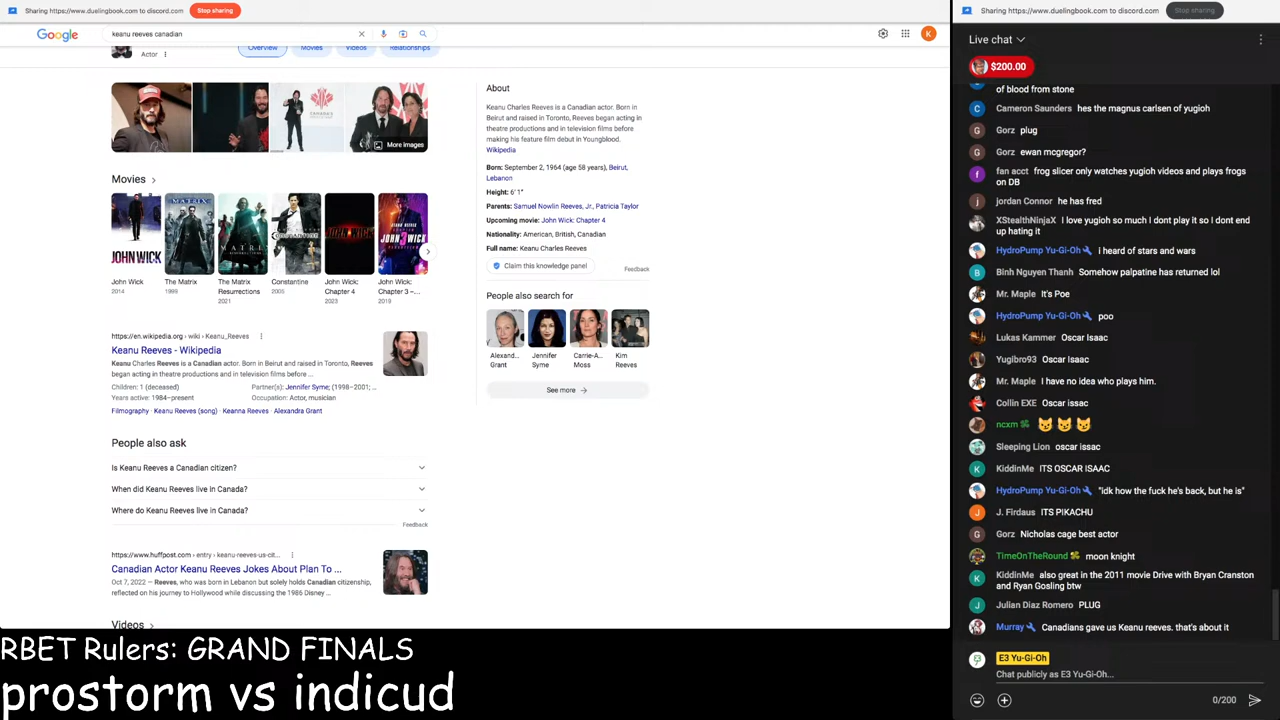 Sharing https://www.duelingbook.com to discord.com
Stop sharing
Google
keanu reeves canadian
K
Overview
Movies
Videos
Relationships
Actor
More images
Movies
JOHN WICK
THE MATRIX
CONSTANTINE
JOHN WICK
JOHN WICK
John Wick
2014
The Matrix
1999
The Matrix
Resurrections
2021
Constantine
2005
John Wick:
Chapter 4
2023
John Wick:
Chapter 3 –...
2019
https://en.wikipedia.org › wiki › Keanu_Reeves
Keanu Reeves - Wikipedia
Keanu Charles Reeves is a Canadian actor. Born in Beirut and raised in Toronto, Reeves
began acting in theatre productions and in television films before ...
Children: 1 (deceased)
Partner(s): Jennifer Syme; (1998–2001; ...
Years active: 1984–present
Occupation: Actor, musician
Filmography · Keanu Reeves (song) · Keanna Reeves · Alexandra Grant
People also ask
Is Keanu Reeves a Canadian citizen?
When did Keanu Reeves live in Canada?
Where do Keanu Reeves live in Canada?
Feedback
https://www.huffpost.com › entry › keanu-reeves-us-cit...
Canadian Actor Keanu Reeves Jokes About Plan To ...
Oct 7, 2022 — Reeves, who was born in Lebanon but solely holds Canadian citizenship,
reflected on his journey to Hollywood while discussing the 1986 Disney ...
Videos
About
Keanu Charles Reeves is a Canadian actor. Born in
Beirut and raised in Toronto, Reeves began acting in
theatre productions and in television films before
making his feature film debut in Youngblood.
Wikipedia
Born: September 2, 1964 (age 58 years), Beirut,
Lebanon
Height: 6′ 1″
Parents: Samuel Nowlin Reeves, Jr., Patricia Taylor
Upcoming movie: John Wick: Chapter 4
Nationality: American, British, Canadian
Full name: Keanu Charles Reeves
Claim this knowledge panel
Feedback
People also search for
Alexand...
Grant
Jennifer
Syme
Carrie-A...
Moss
Kim
Reeves
See more
RBET Rulers: GRAND FINALS
prostorm vs indicud
Sharing https://www.duelingbook.com to discord.com
Stop sharing
Live chat
$200.00
of blood from stone
Cameron Saunders hes the magnus carlsen of yugioh
Gorz plug
Gorz ewan mcgregor?
fan acct frog slicer only watches yugioh videos and plays frogs
on DB
jordan Connor he has fred
XStealthNinjaX I love yugioh so much I dont play it so I dont end
up hating it
HydroPump Yu-Gi-Oh I heard of stars and wars
Binh Nguyen Thanh Somehow palpatine has returned lol
Mr. Maple It's Poe
HydroPump Yu-Gi-Oh poo
Lukas Kammer Oscar Isaac
Yugibro93 Oscar Isaac
Mr. Maple I have no idea who plays him.
Collin EXE Oscar issac
ncxm 😼 😼 😼
Sleeping Lion oscar issac
KiddinMe ITS OSCAR ISAAC
HydroPump Yu-Gi-Oh "idk how the fuck he's back, but he is"
J. Firdaus ITS PIKACHU
Gorz Nicholas cage best actor
TimeOnTheRound moon knight
KiddinMe also great in the 2011 movie Drive with Bryan Cranston
and Ryan Gosling btw
Julian Diaz Romero PLUG
Murray Canadians gave us Keanu reeves. that's about it
E3 Yu-Gi-Oh
Chat publicly as E3 Yu-Gi-Oh...
0/200